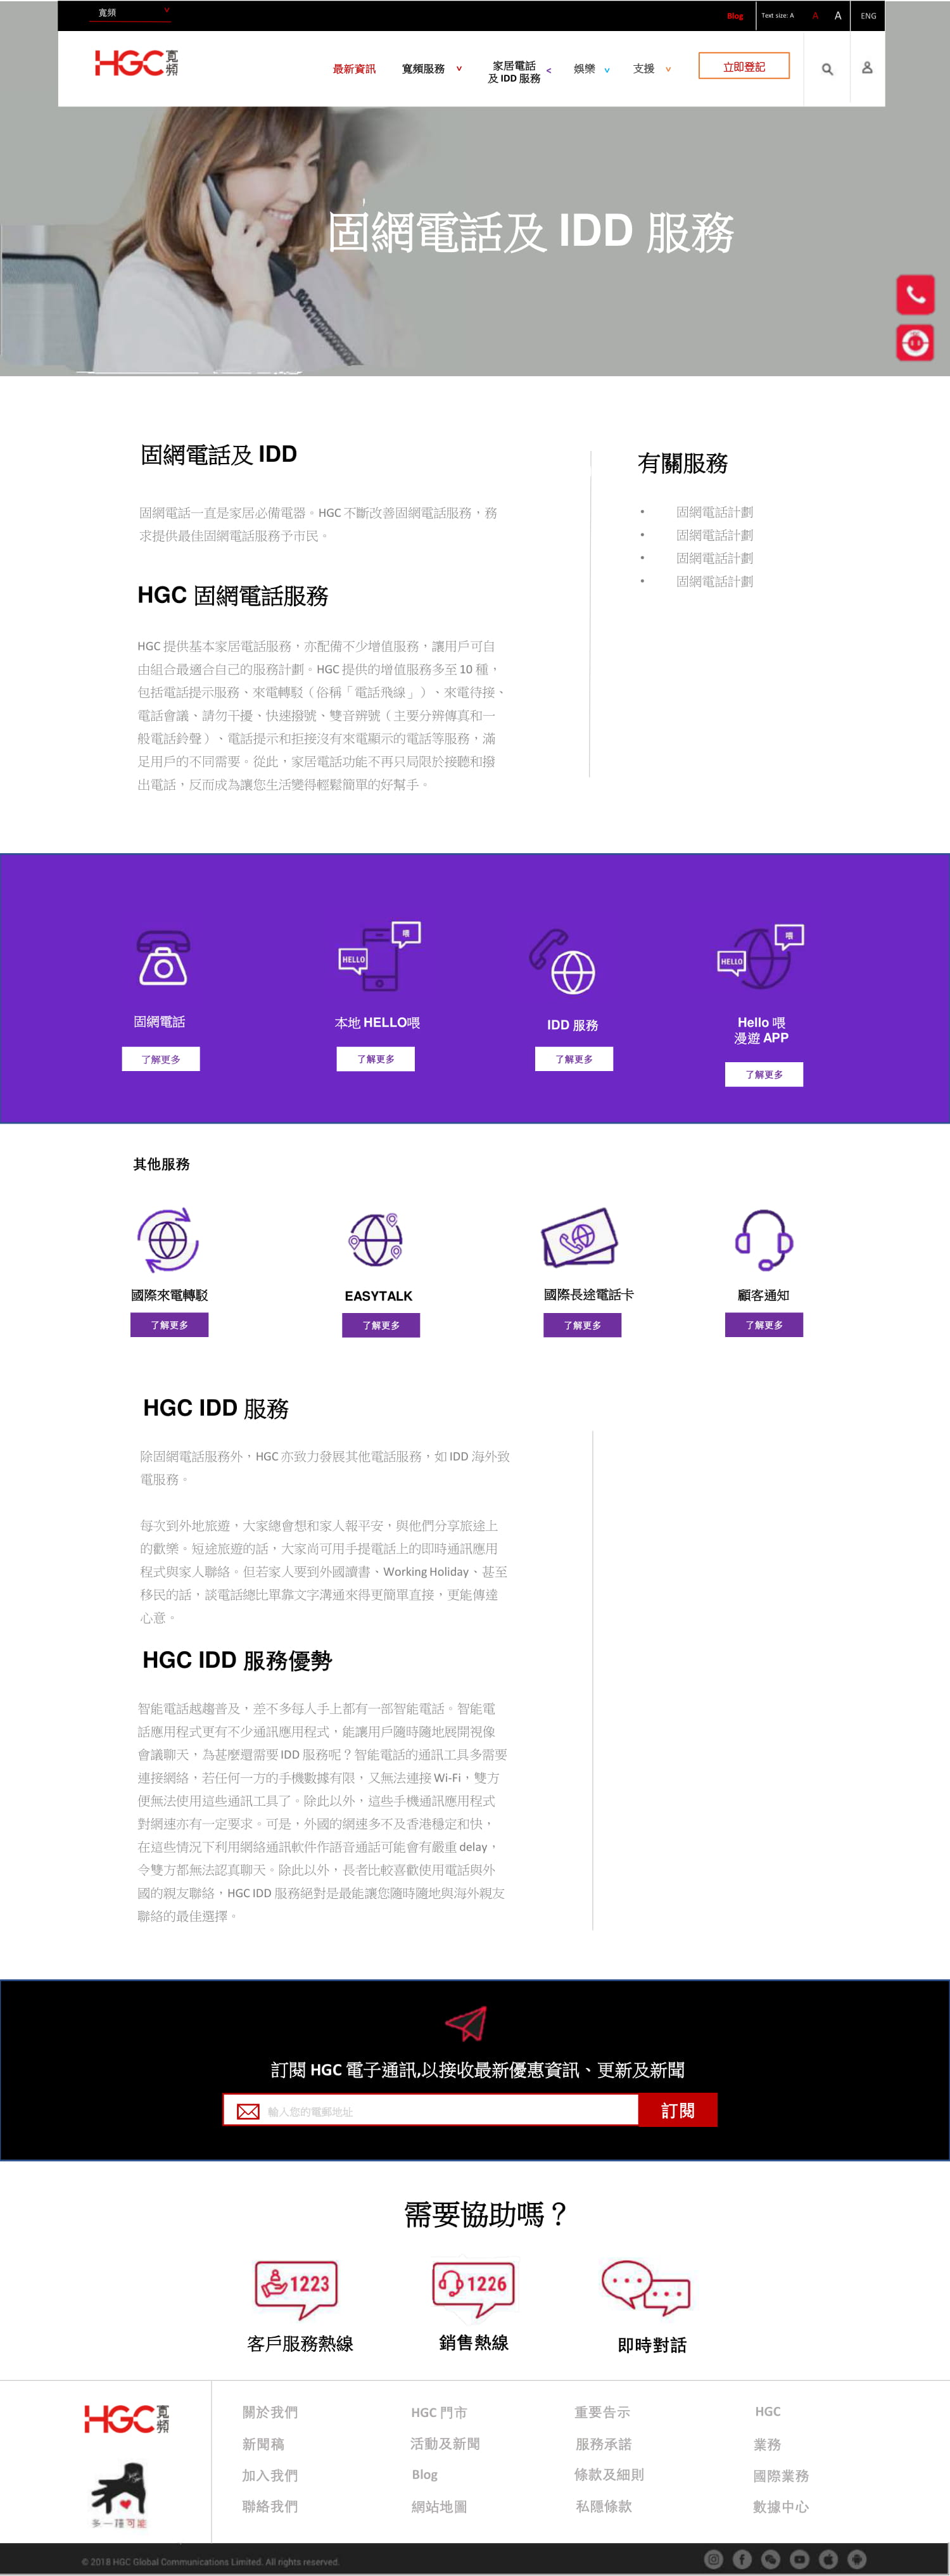 寬頻
Blog
Text size: A
A
A
ENG
HGC 寬頻
最新資訊
寬頻服務
家居電話
及 IDD 服務
娛樂
支援
立即登記
固網電話及 IDD 服務
固網電話及 IDD
固網電話一直是家居必備電器。HGC 不斷改善固網電話服務，務
求提供最佳固網電話服務予市民。
HGC 固網電話服務
HGC 提供基本家居電話服務，亦配備不少增值服務，讓用戶可自
由組合最適合自己的服務計劃。HGC 提供的增值服務多至 10 種，
包括電話提示服務、來電轉駁（俗稱「電話飛線」）、來電待接、
電話會議、請勿干擾、快速撥號、雙音辨號（主要分辨傳真和一
般電話鈴聲）、電話提示和拒接沒有來電顯示的電話等服務，滿
足用戶的不同需要。從此，家居電話功能不再只局限於接聽和撥
出電話，反而成為讓您生活變得輕鬆簡單的好幫手。
有關服務
• 固網電話計劃
• 固網電話計劃
• 固網電話計劃
• 固網電話計劃
HELLO 喂
HELLO 喂
固網電話
本地 HELLO喂
IDD 服務
Hello 喂
漫遊 APP
了解更多
了解更多
了解更多
了解更多
其他服務
國際來電轉駁
EASYTALK
國際長途電話卡
顧客通知
了解更多
了解更多
了解更多
了解更多
HGC IDD 服務
除固網電話服務外，HGC 亦致力發展其他電話服務，如 IDD 海外致
電服務。
每次到外地旅遊，大家總會想和家人報平安，與他們分享旅途上
的歡樂。短途旅遊的話，大家尚可用手提電話上的即時通訊應用
程式與家人聯絡。但若家人要到外國讀書、Working Holiday、甚至
移民的話，談電話總比單靠文字溝通來得更簡單直接，更能傳達
心意。
HGC IDD 服務優勢
智能電話越趨普及，差不多每人手上都有一部智能電話。智能電
話應用程式更有不少通訊應用程式，能讓用戶隨時隨地展開視像
會議聊天，為甚麼還需要 IDD 服務呢？智能電話的通訊工具多需要
連接網絡，若任何一方的手機數據有限，又無法連接 Wi-Fi，雙方
便無法使用這些通訊工具了。除此以外，這些手機通訊應用程式
對網速亦有一定要求。可是，外國的網速多不及香港穩定和快，
在這些情況下利用網絡通訊軟件作語音通話可能會有嚴重 delay，
令雙方都無法認真聊天。除此以外，長者比較喜歡使用電話與外
國的親友聯絡，HGC IDD 服務絕對是最能讓您隨時隨地與海外親友
聯絡的最佳選擇。
訂閱 HGC 電子通訊,以接收最新優惠資訊、更新及新聞
輸入您的電郵地址
訂閱
需要協助嗎？
1223
1226
客戶服務熱線
銷售熱線
即時對話
HGC 寬頻
多一種可能
關於我們
新聞稿
加入我們
聯絡我們
HGC 門市
活動及新聞
Blog
網站地圖
重要告示
服務承諾
條款及細則
私隱條款
HGC
業務
國際業務
數據中心
© 2018 HGC Global Communications Limited. All rights reserved.